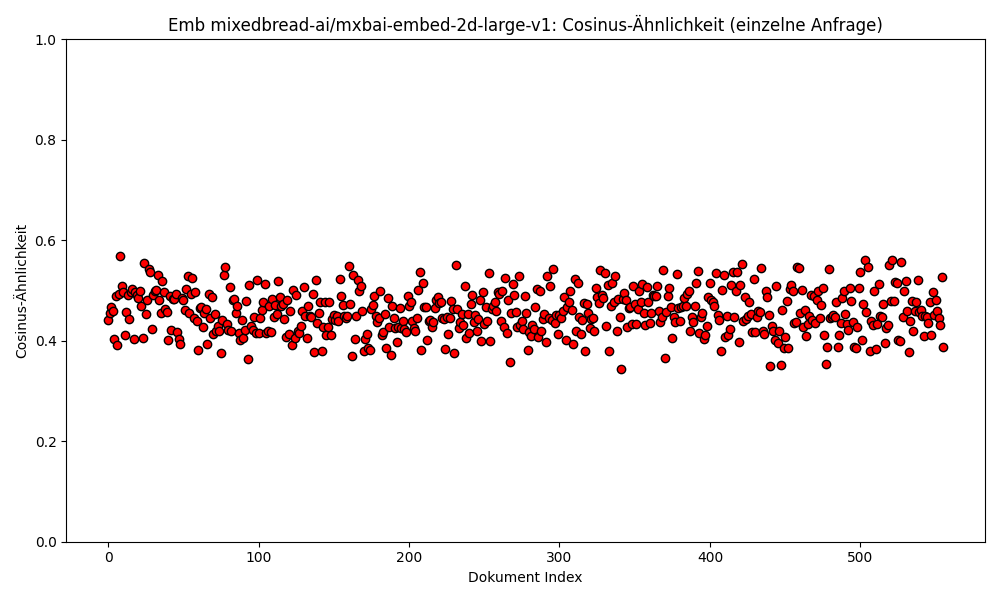 Emb mixedbread-ai/mxbai-embed-2d-large-v1: Cosinus-Ähnlichkeit (einzelne Anfrage)
1.0
0.8
0.6
0.4
0.2
0.0
Cosinus-Ähnlichkeit
0 100 200 300 400 500
Dokument Index